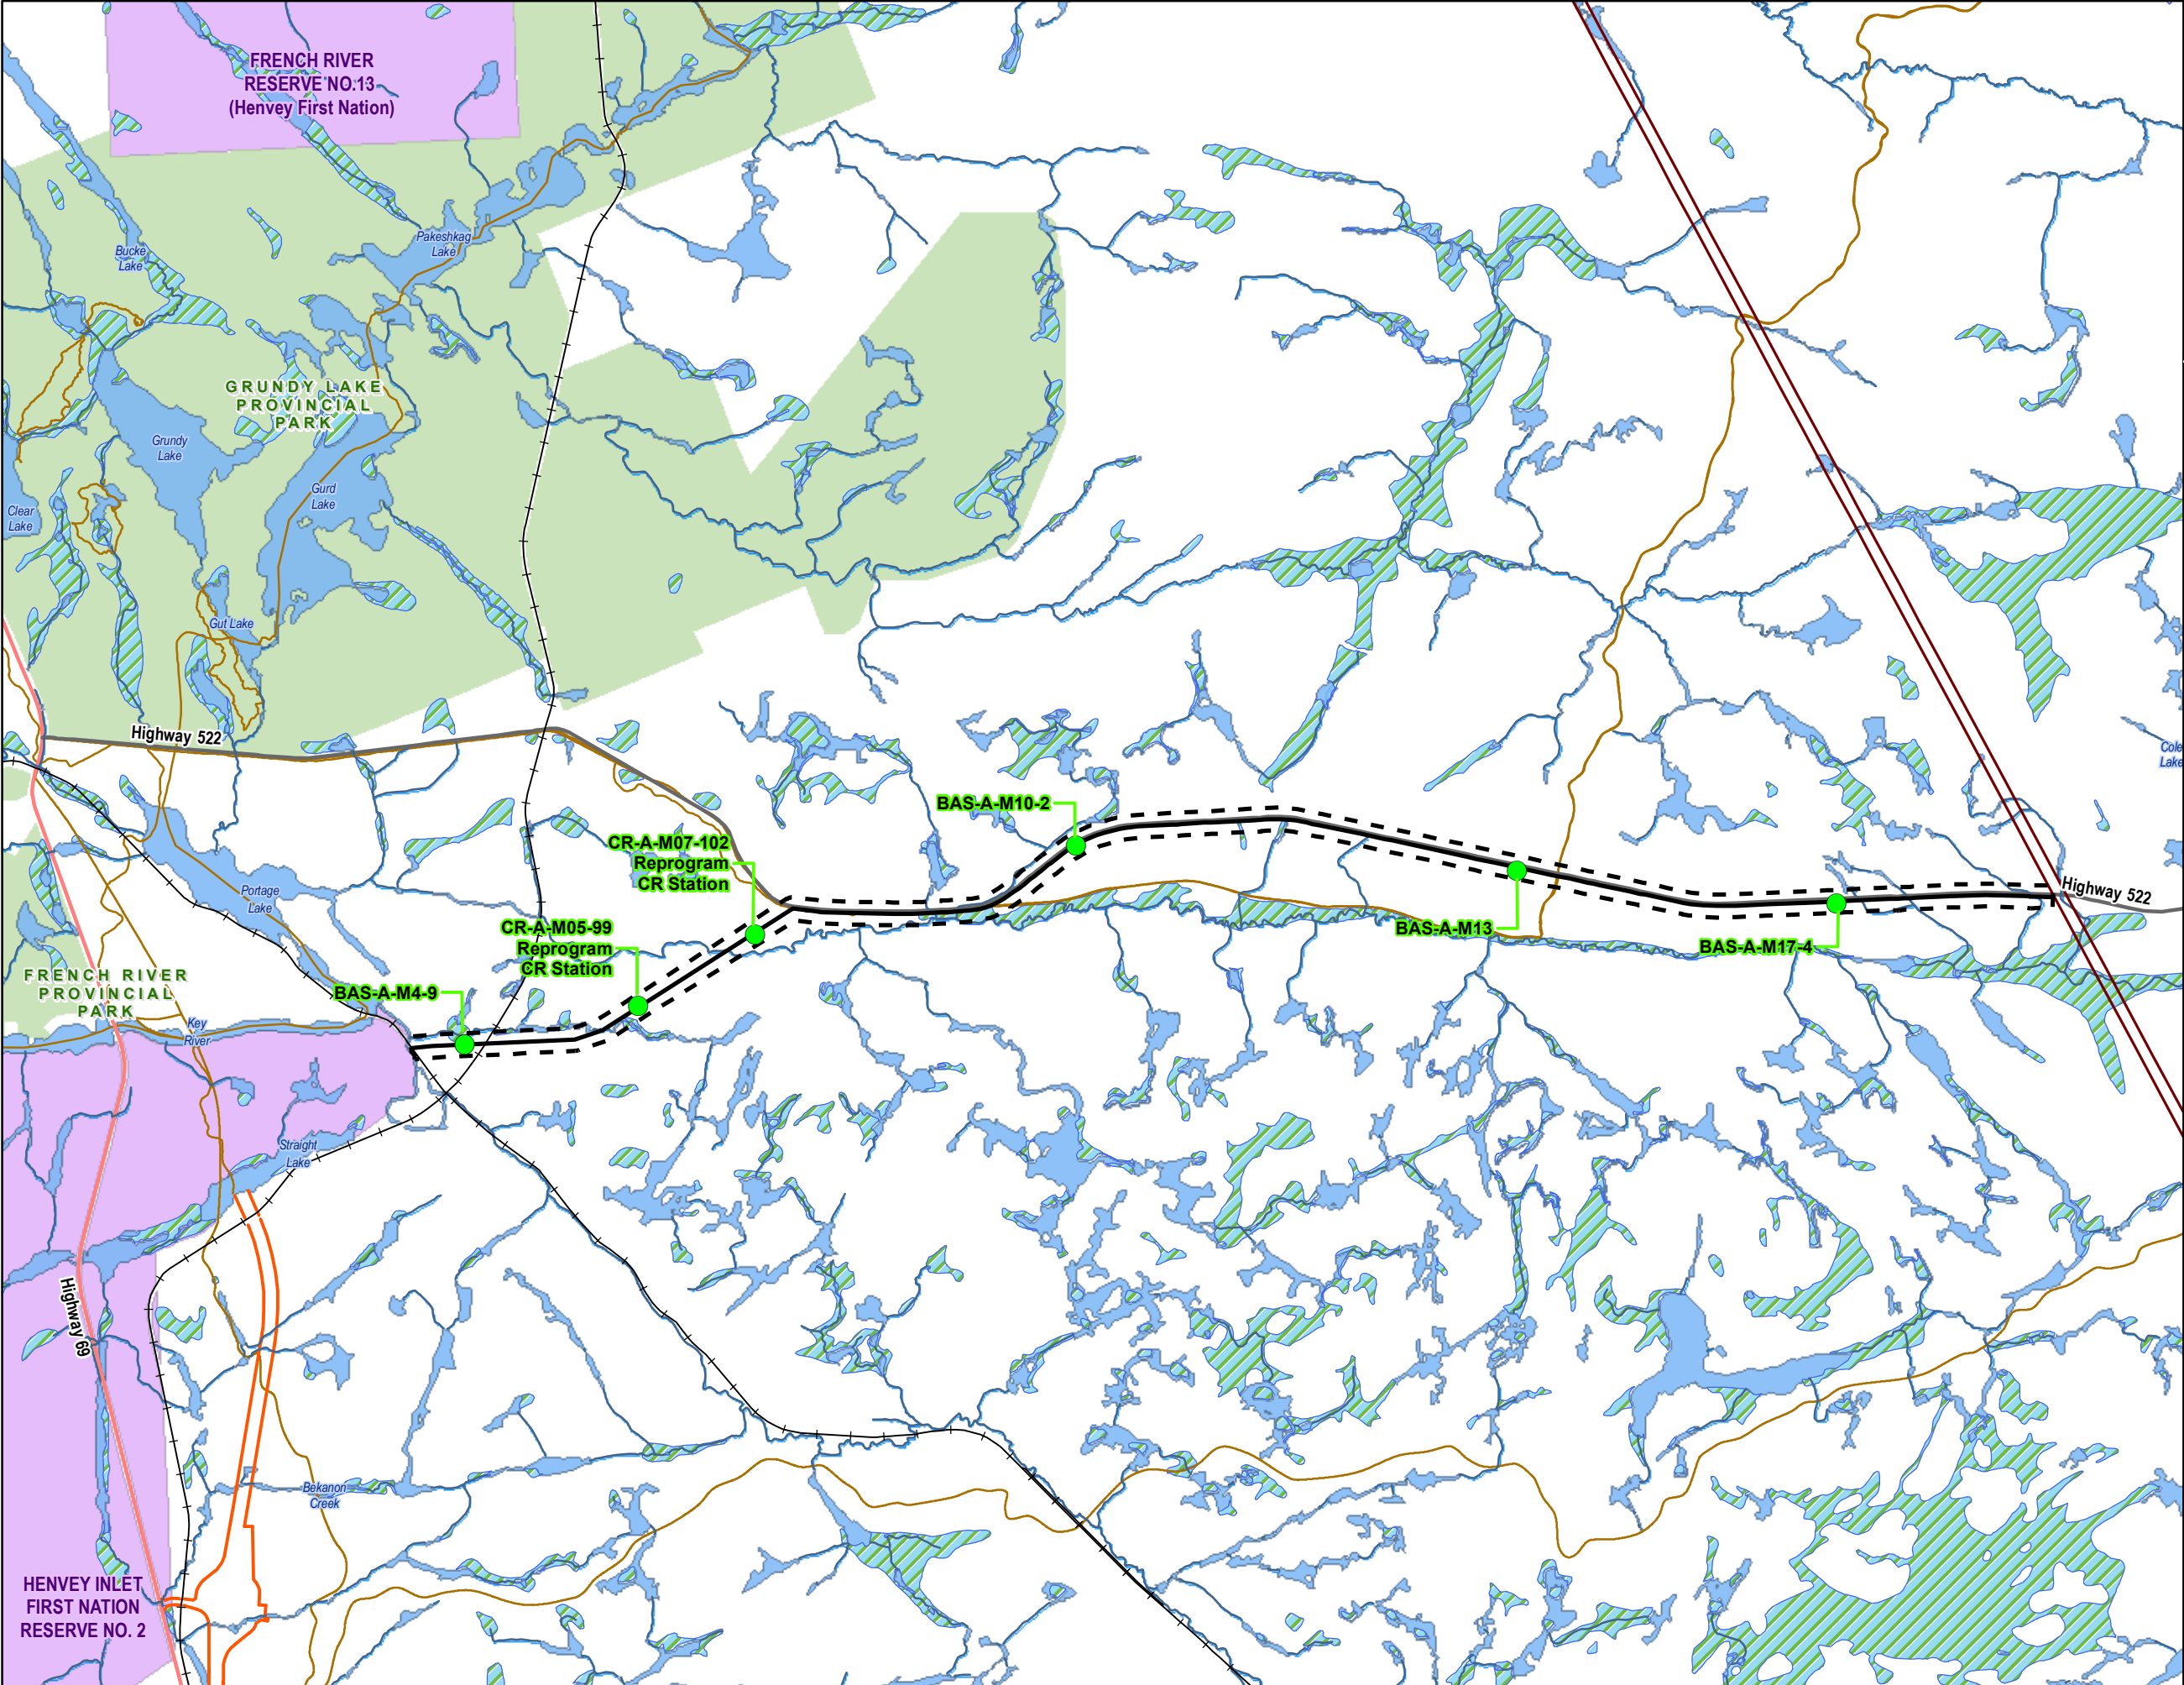 FRENCH RIVER
RESERVE NO.13
(Henvey First Nation)
Bucke
Lake
Pakeshkag
Lake
GRUNDY LAKE
PROVINCIAL
PARK
Grundy
Lake
Gurd
Lake
Clear
Lake
Gut Lake
Highway 522
Cole
Lake
BAS-A-M10-2
CR-A-M07-102
Reprogram
CR Station
Portage
Lake
Highway 522
CR-A-M05-99
Reprogram
CR Station
BAS-A-M13
BAS-A-M17-4
FRENCH RIVER
PROVINCIAL
PARK
BAS-A-M4-9
Key
River
Straight
Lake
Highway 69
Bekanon
Creek
HENVEY INLET
FIRST NATION
RESERVE NO. 2